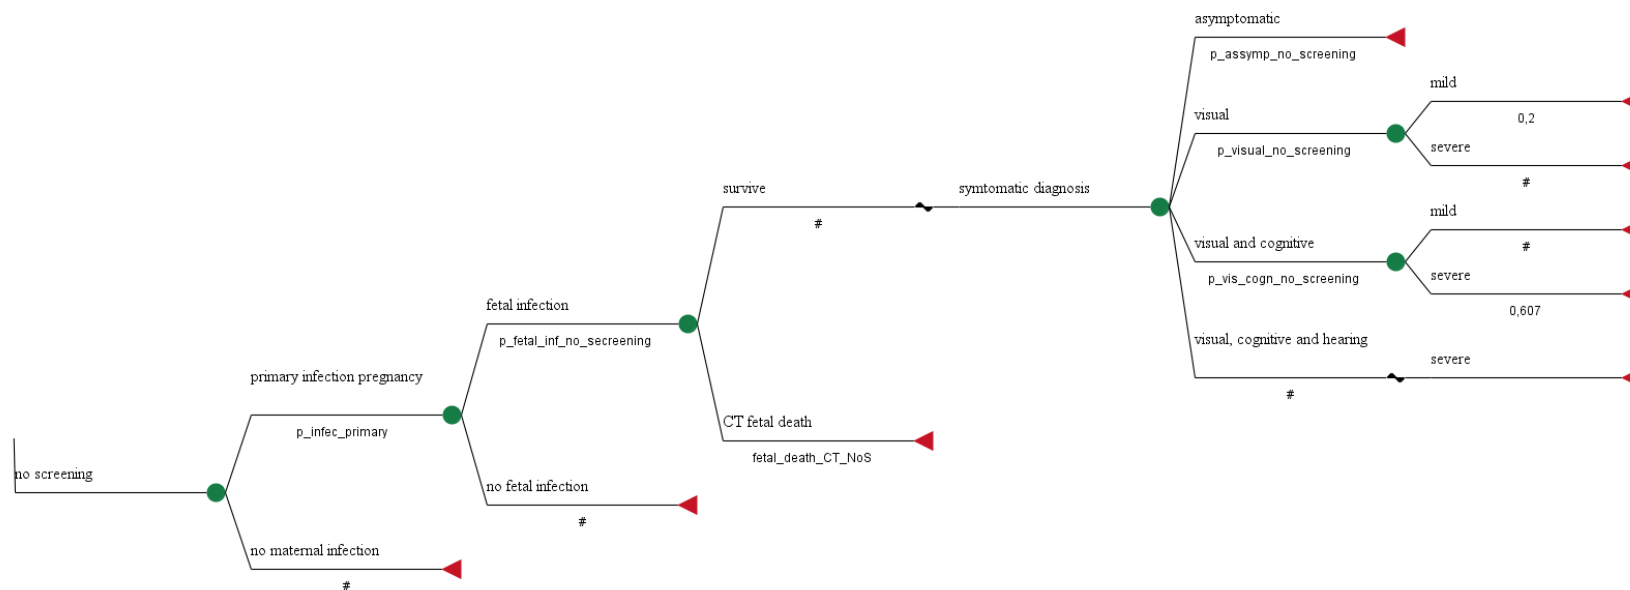 asymptomatic
p_assymp_no_screening
mild
0,2
visual
p_visual_no_screening
severe
#
survive
#
symtomatic diagnosis
mild
#
visual and cognitive
p_vis_cogn_no_screening
severe
0,607
fetal infection
p_fetal_inf_no_secreening
visual, cognitive and hearing
#
severe
primary infection pregnancy
p_infec_primary
CT fetal death
fetal_death_CT_NoS
no screening
no fetal infection
#
no maternal infection
#